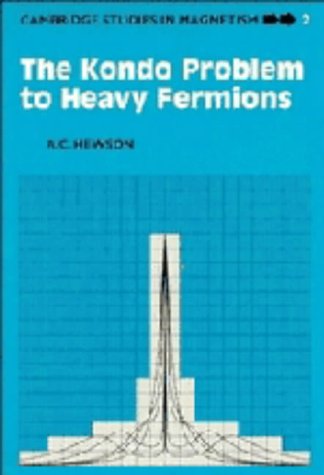 CAMBRIDGE STUDIES IN MAGNETISM 2
The Kondo Problem
to Heavy Fermions
A.C. HEWSON